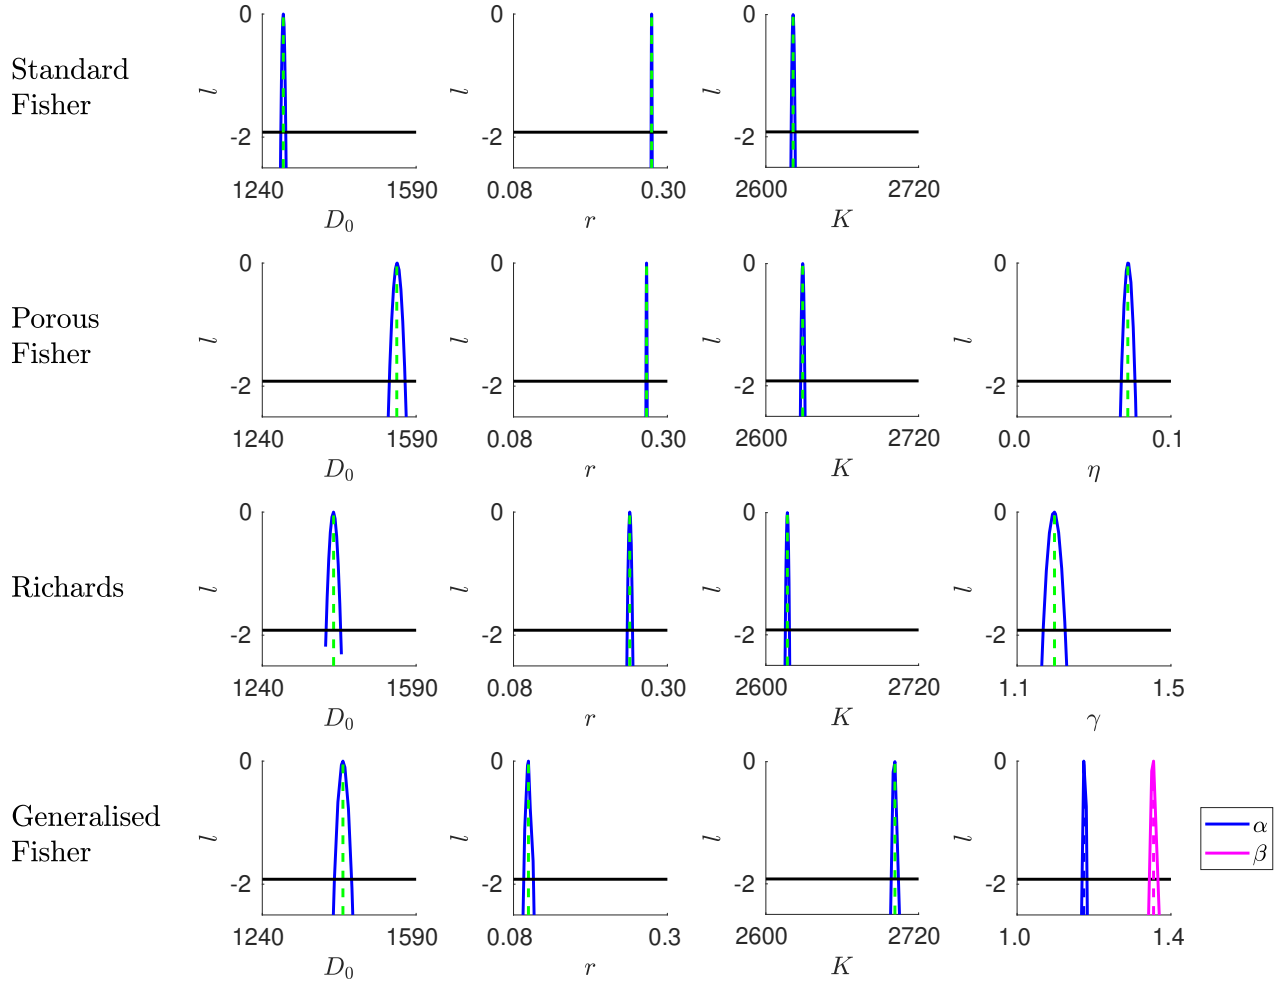 Standard
Fisher
0
-2
l
1240
1590
D₀
0
-2
l
0.08
0.30
r
0
-2
l
2600
2720
K
Porous
Fisher
0
-2
l
1240
1590
D₀
0
-2
l
0.08
0.30
r
0
-2
l
2600
2720
K
0
-2
l
0.0
0.1
η
Richards
0
-2
l
1240
1590
D₀
0
-2
l
0.08
0.30
r
0
-2
l
2600
2720
K
0
-2
l
1.1
1.5
γ
Generalised
Fisher
0
-2
l
1240
1590
D₀
0
-2
l
0.08
0.3
r
0
-2
l
2600
2720
K
0
-2
l
1.0
1.4
α
β